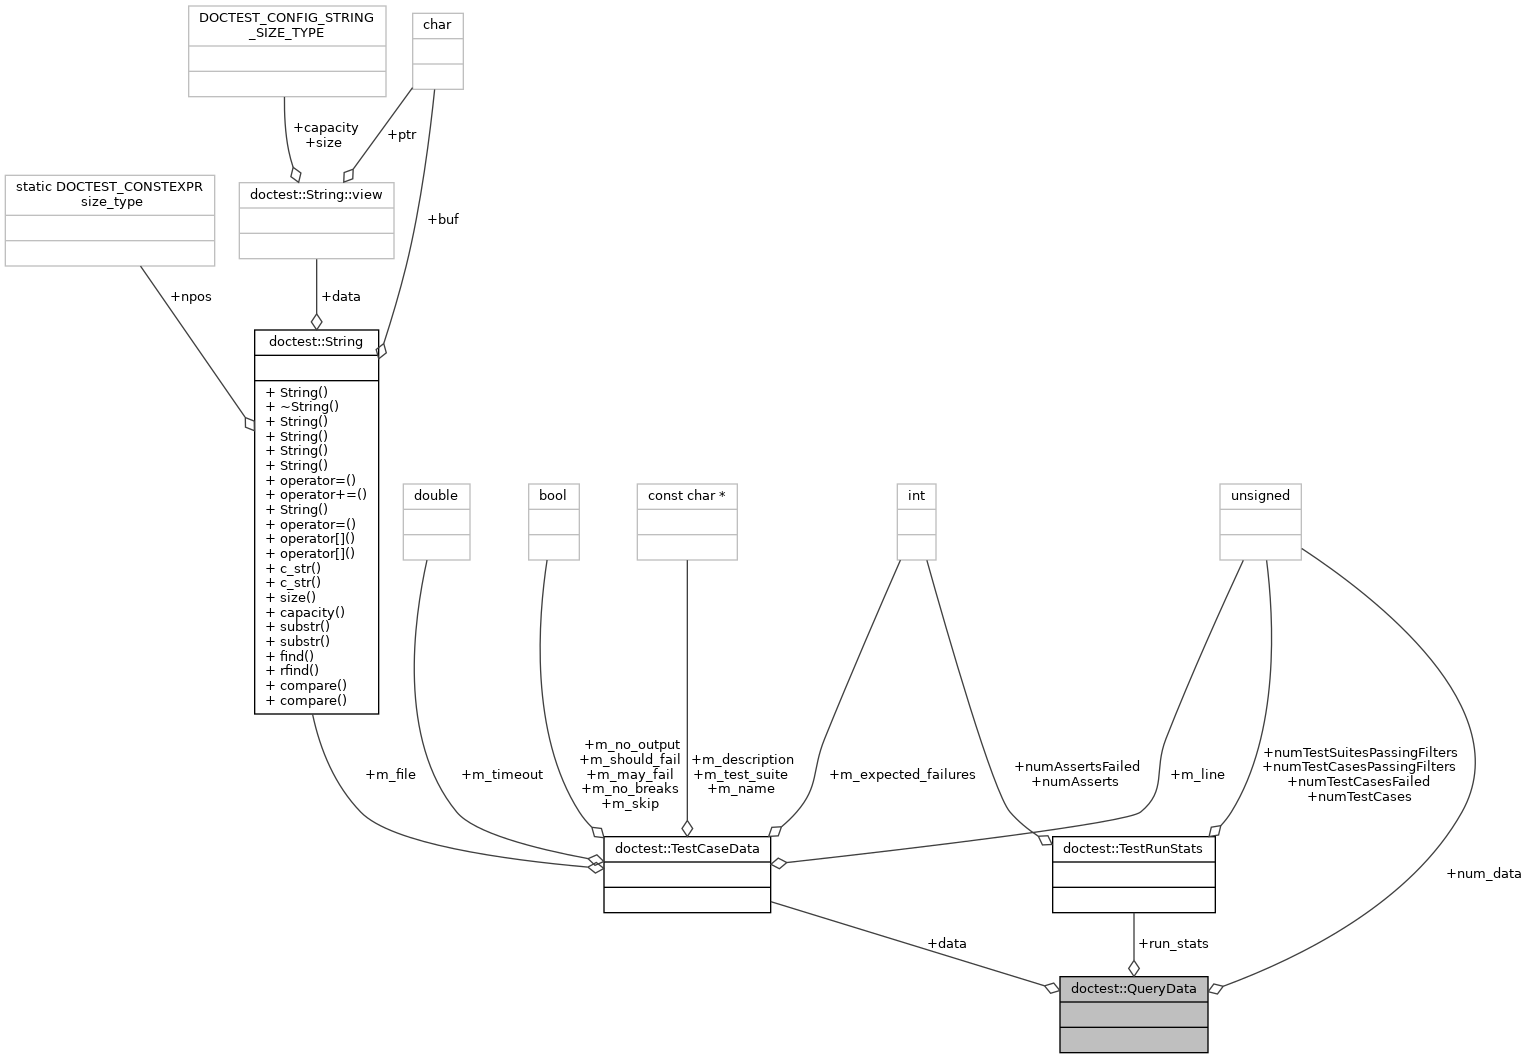 DOCTEST_CONFIG_STRING
_SIZE_TYPE
char
+capacity
+size
+ptr
static DOCTEST_CONSTEXPR
size_type
doctest::String::view
+buf
+npos
+data
doctest::String
+ String()
+ ~String()
+ String()
+ String()
+ String()
+ String()
+ operator=()
+ operator+=()
+ String()
+ operator=()
+ operator[]()
+ operator[]()
+ c_str()
+ c_str()
+ size()
+ capacity()
+ substr()
+ substr()
+ find()
+ rfind()
+ compare()
+ compare()
double
bool
const char *
int
unsigned
+m_file
+m_timeout
+m_no_output
+m_should_fail
+m_may_fail
+m_no_breaks
+m_skip
+m_description
+m_test_suite
+m_name
+m_expected_failures
+numAssertsFailed
+numAsserts
+m_line
+numTestSuitesPassingFilters
+numTestCasesPassingFilters
+numTestCasesFailed
+numTestCases
doctest::TestCaseData
doctest::TestRunStats
+num_data
+data
+run_stats
doctest::QueryData